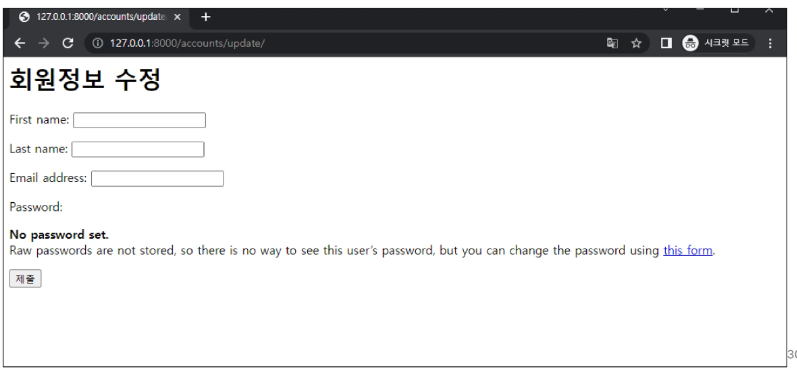 127.0.0.1:8000/accounts/update
127.0.0.1:8000/accounts/update/
시크릿 모드
회원정보 수정
First name:
Last name:
Email address:
Password:
No password set.
Raw passwords are not stored, so there is no way to see this user's password, but you can change the password using this form.
제출